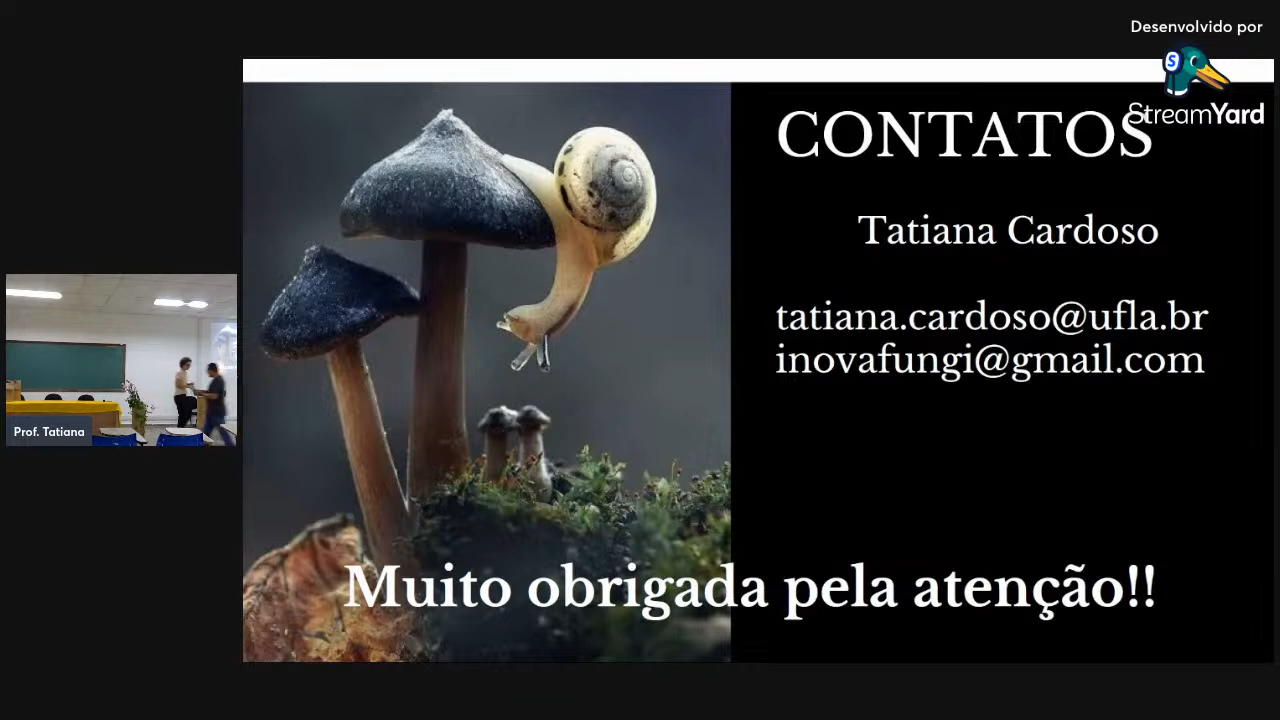 Desenvolvido por
StreamYard
CONTATOS
Tatiana Cardoso
tatiana.cardoso@ufla.br
inovafungi@gmail.com
Prof. Tatiana
Muito obrigada pela atenção!!